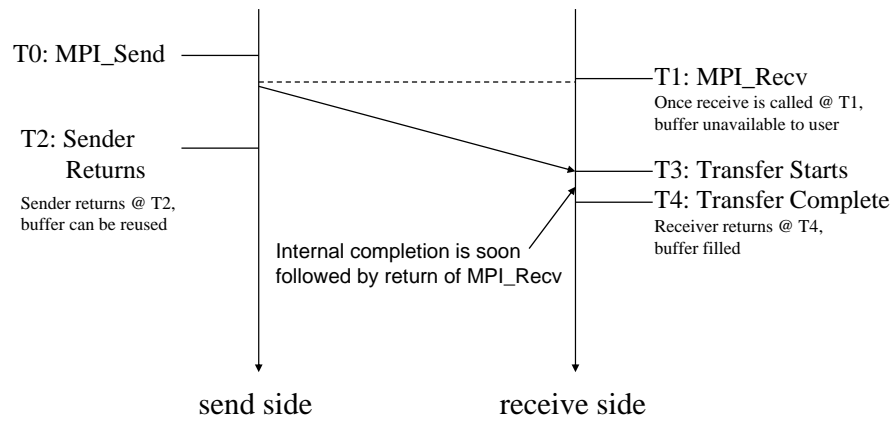 T0: MPI_Send
T2: Sender
Returns
Sender returns @ T2,
buffer can be reused
T1: MPI_Recv
Once receive is called @ T1,
buffer unavailable to user
T3: Transfer Starts
T4: Transfer Complete
Receiver returns @ T4,
buffer filled
Internal completion is soon
followed by return of MPI_Recv
send side
receive side